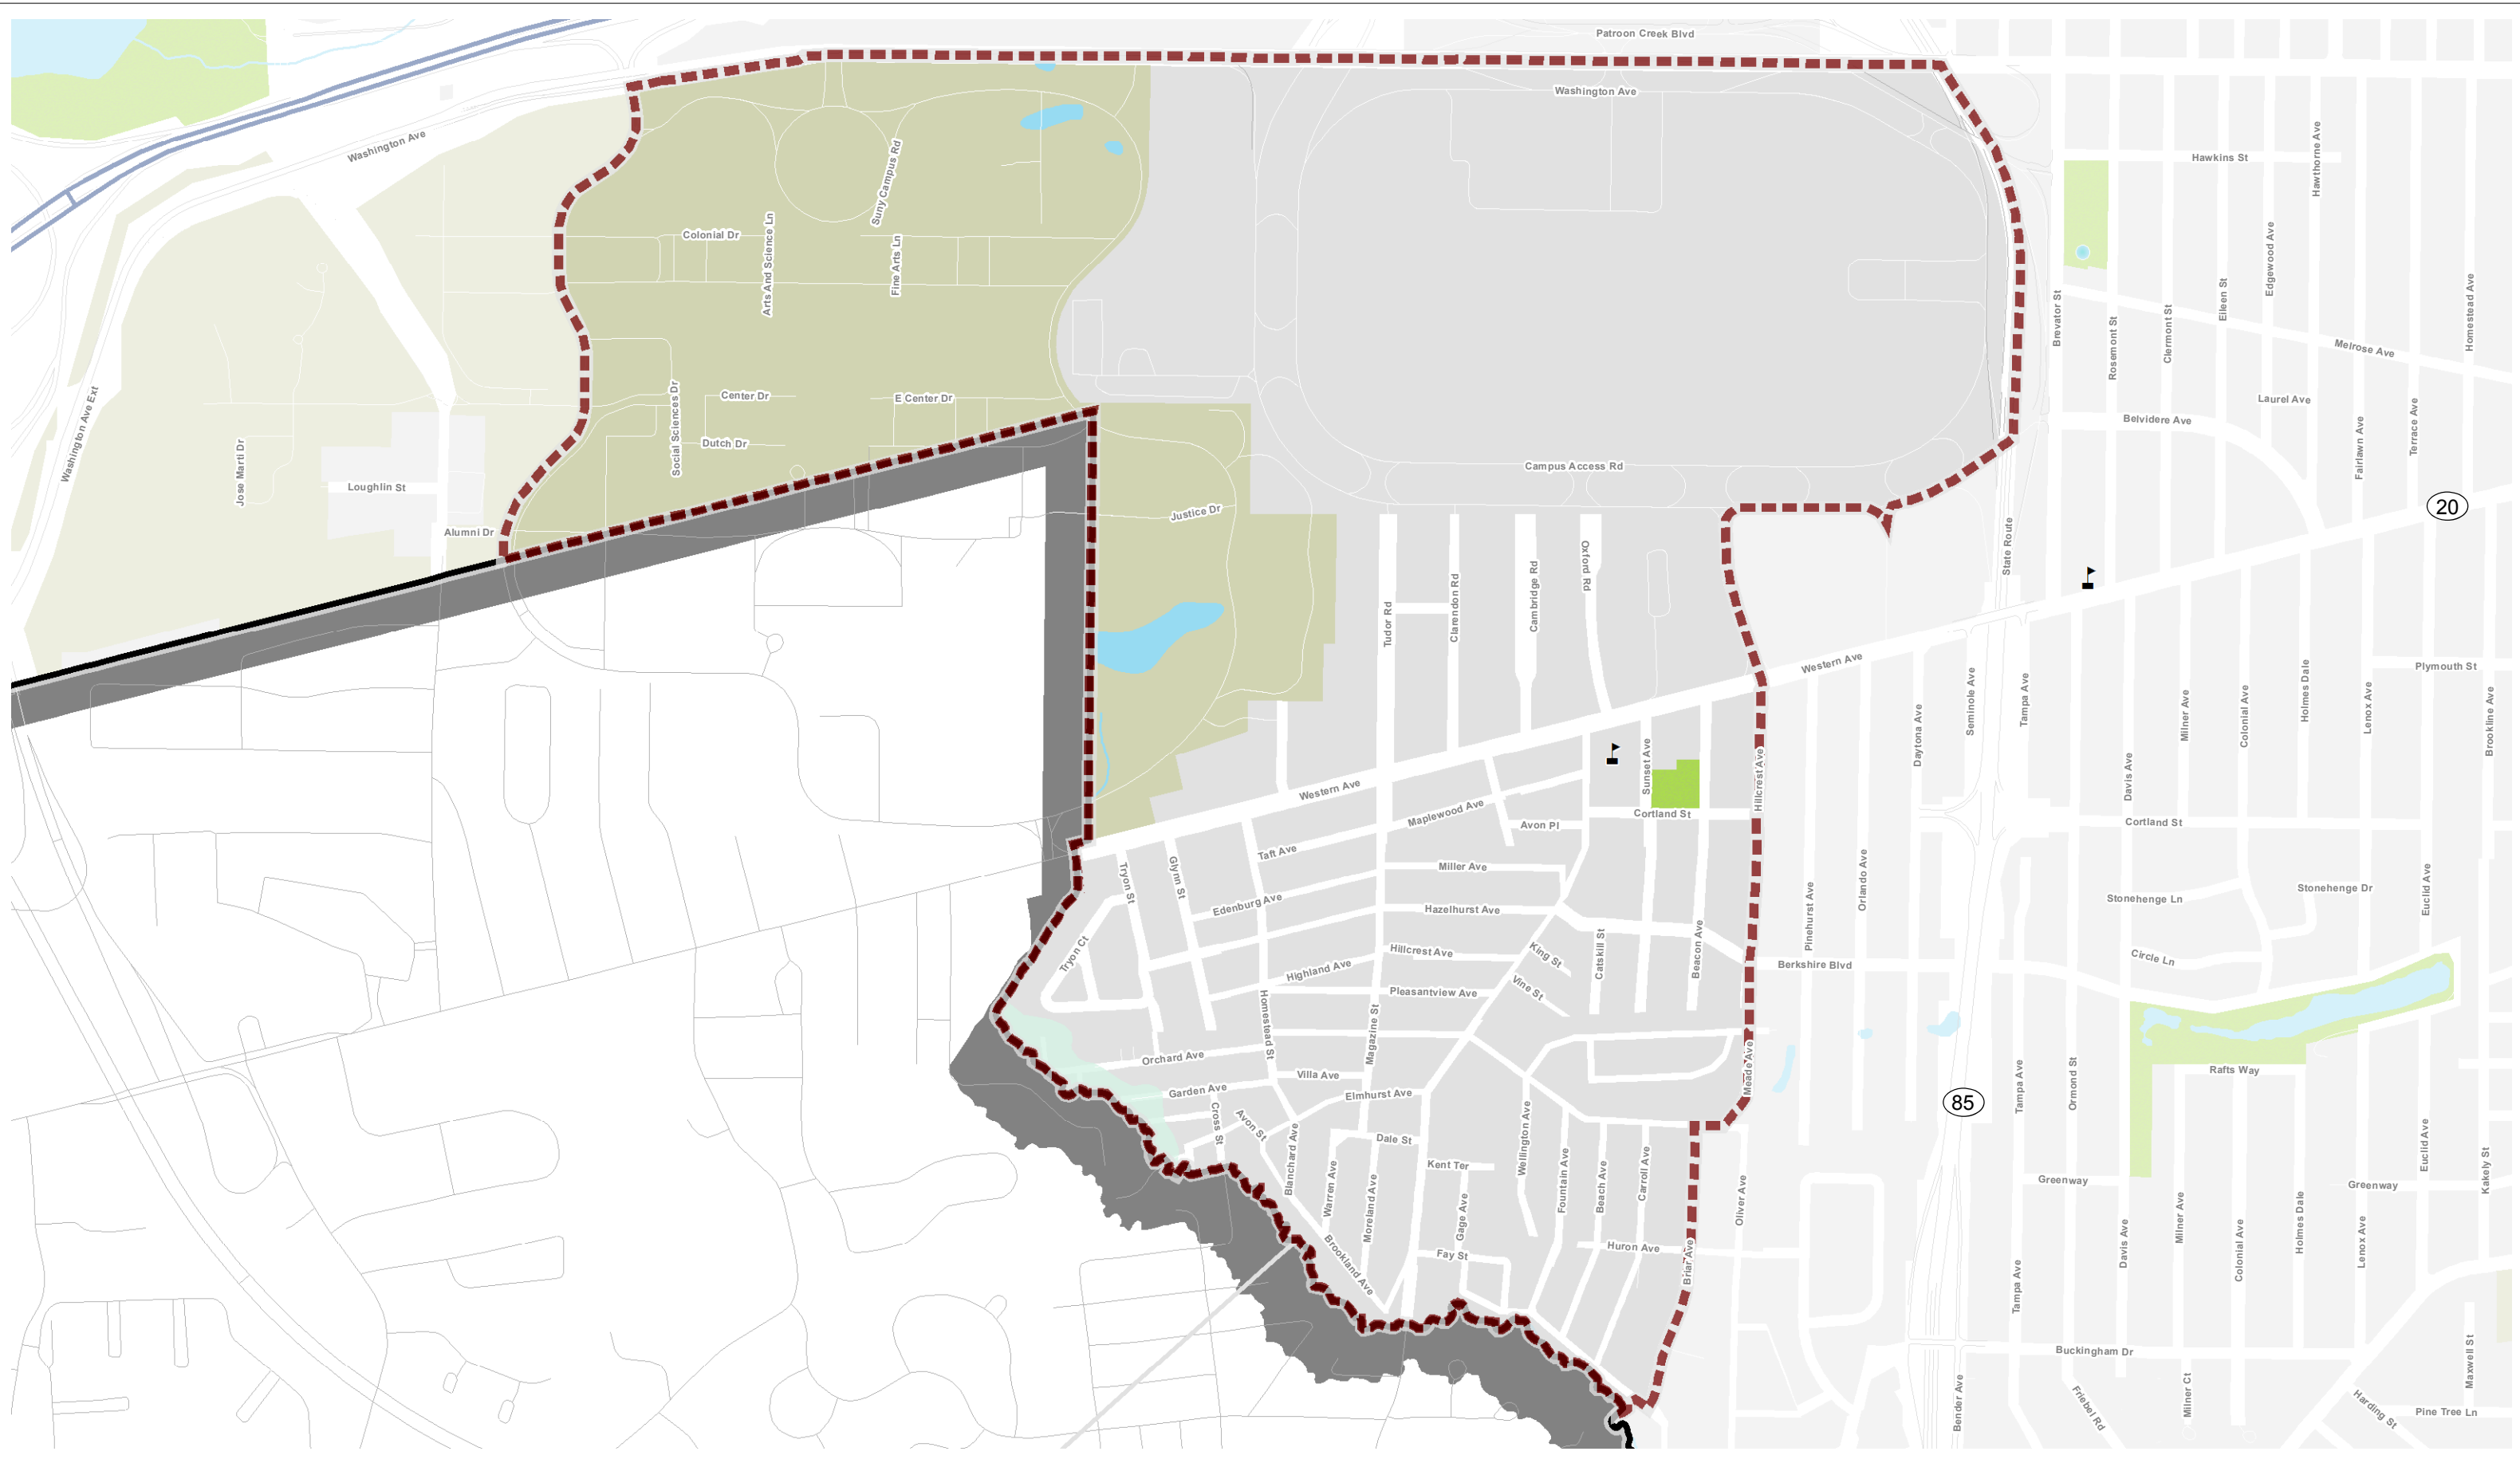 Patroon Creek Blvd
Washington Ave
Washington Ave
Hawkins St
Hawthorne Ave
Suny Campus Rd
Colonial Dr
Arts And Science Ln
Fine Arts Ln
Edgewood Ave
Eileen St
Homestead Ave
Brevator St
Rosemont St
Clermont St
Melrose Ave
Laurel Ave
Belvidere Ave
Fairlawn Ave
Terrace Ave
Washington Ave Ext
Social Sciences Dr
Center Dr
E Center Dr
Dutch Dr
Jose Marti Dr
Loughlin St
Campus Access Rd
Alumni Dr
Justice Dr
20
State Route
Oxford Rd
Tudor Rd
Clarendon Rd
Cambridge Rd
Western Ave
Plymouth St
Seminole Ave
Tampa Ave
Milner Ave
Colonial Ave
Holmes Dale
Lenox Ave
Brookline Ave
Daytona Ave
Davis Ave
Sunset Ave
Hillcrest Ave
Western Ave
Maplewood Ave
Avon Pl
Cortland St
Cortland St
Taft Ave
Miller Ave
Tryon St
Glynn St
Edenburg Ave
Hazelhurst Ave
Pinehurst Ave
Orlando Ave
Stonehenge Ln
Stonehenge Dr
Euclid Ave
Tryon Ct
Highland Ave
Hillcrest Ave
King St
Catskill St
Beacon Ave
Berkshire Blvd
Circle Ln
Pleasantview Ave
Vine St
Homestead St
Magazine St
Orchard Ave
Villa Ave
Garden Ave
Elmhurst Ave
Meade Ave
Tampa Ave
Ormond St
Rafts Way
85
Cross St
Avon St
Blanchard Ave
Dale St
Kent Ter
Wellington Ave
Warren Ave
Moreland Ave
Gage Ave
Fountain Ave
Beach Ave
Carroll Ave
Oliver Ave
Greenway
Greenway
Euclid Ave
Kakely St
Milner Ave
Davis Ave
Colonial Ave
Holmes Dale
Lenox Ave
Brookland Ave
Fay St
Huron Ave
Briar Ave
Tampa Ave
Buckingham Dr
Maxwell St
Bender Ave
Friebel Rd
Milner Ct
Harding St
Pine Tree Ln